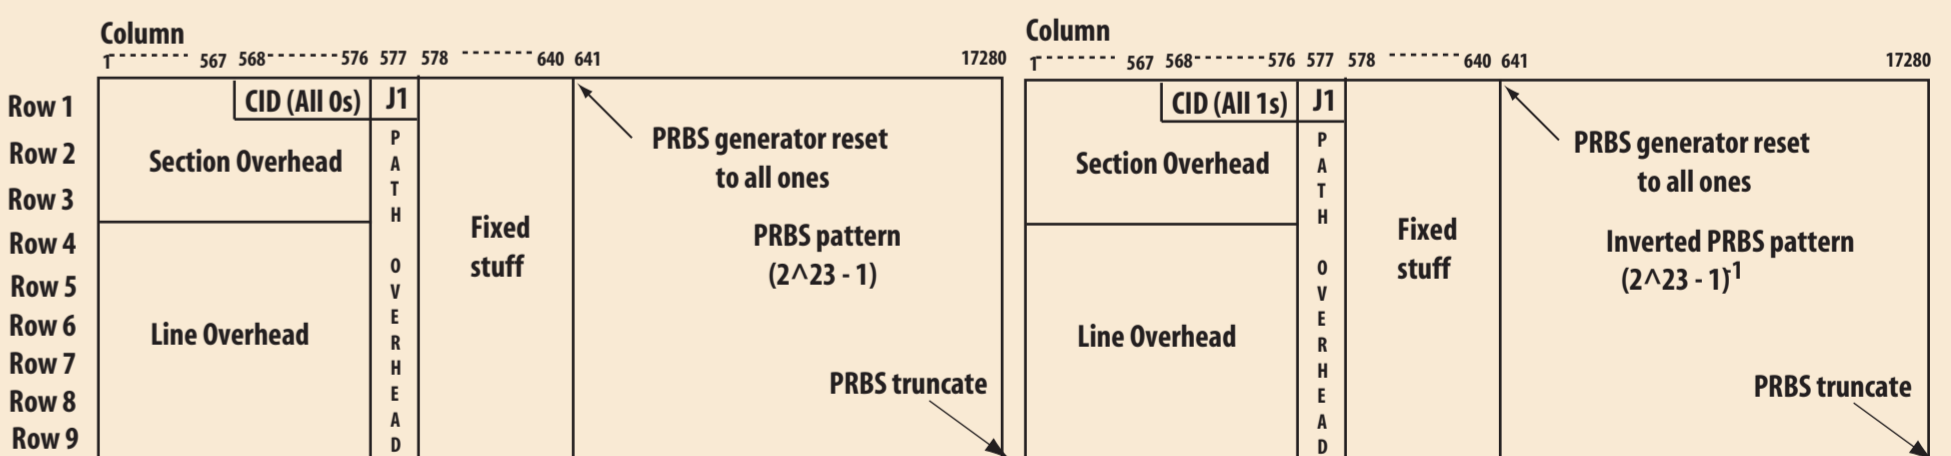 Column
1 567 568 576 577 578 640 641 17280
Row 1
Row 2
Row 3
Row 4
Row 5
Row 6
Row 7
Row 8
Row 9
CID (All 0s)
J1
Section Overhead
Line Overhead
PATH OVERHEAD
Fixed
stuff
PRBS generator reset
to all ones
PRBS pattern
(2^23 - 1)
PRBS truncate
Column
1 567 568 576 577 578 640 641 17280
CID (All 1s)
J1
Section Overhead
Line Overhead
PATH OVERHEAD
Fixed
stuff
PRBS generator reset
to all ones
Inverted PRBS pattern
(2^23 - 1)-1
PRBS truncate